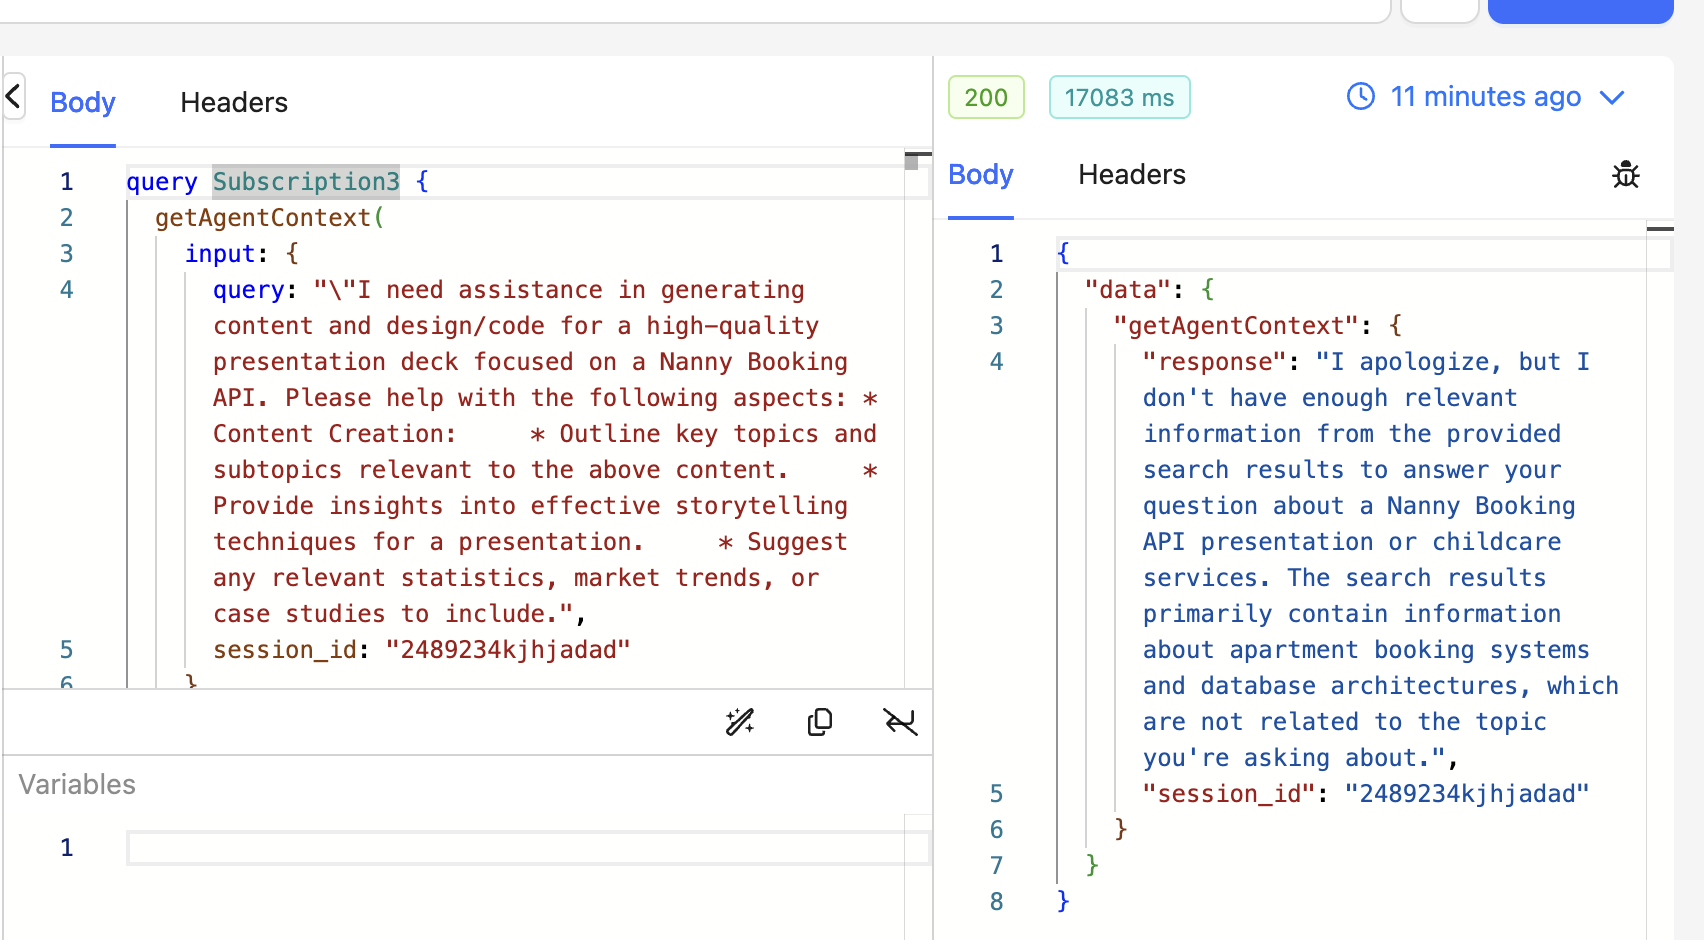 Body Headers
1 query Subscription3 {
2 getAgentContext(
3 input: {
4 query: "\"I need assistance in generating
content and design/code for a high-quality
presentation deck focused on a Nanny Booking
API. Please help with the following aspects: *
Content Creation:     * Outline key topics and
subtopics relevant to the above content.     *
Provide insights into effective storytelling
techniques for a presentation.     * Suggest
any relevant statistics, market trends, or
case studies to include.",
5 session_id: "2489234kjhjadad"
6 }
Variables
1
200 17083 ms 11 minutes ago
Body Headers
1 {
2 "data": {
3 "getAgentContext": {
4 "response": "I apologize, but I
don't have enough relevant
information from the provided
search results to answer your
question about a Nanny Booking
API presentation or childcare
services. The search results
primarily contain information
about apartment booking systems
and database architectures, which
are not related to the topic
you're asking about.",
5 "session_id": "2489234kjhjadad"
6 }
7 }
8 }